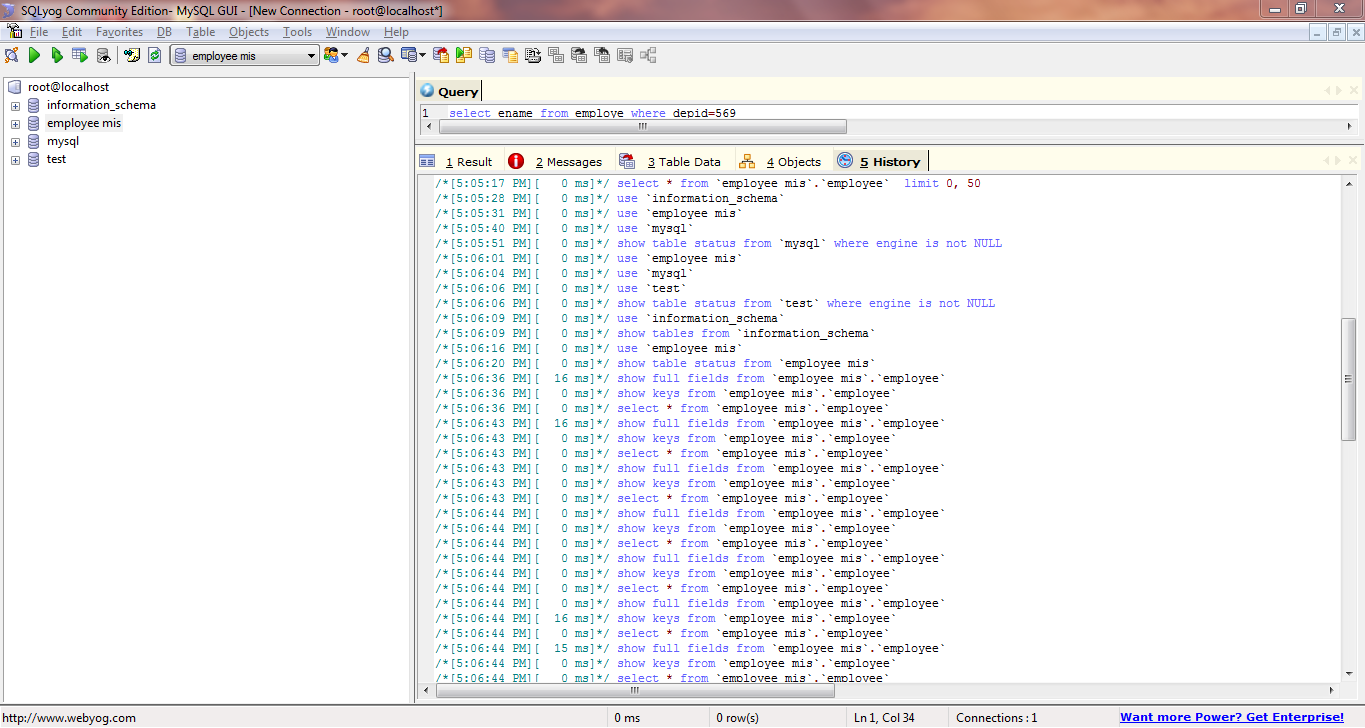 SQLyog Community Edition- MySQL GUI - [New Connection - root@localhost*]
File Edit Favorites DB Table Objects Tools Window Help
employee mis
root@localhost
information_schema
employee mis
mysql
test
Query
1 select ename from employe where depid=569
1 Result 2 Messages 3 Table Data 4 Objects 5 History
/*[5:05:17 PM][   0 ms]*/ select * from `employee mis`.`employee`  limit 0, 50
/*[5:05:28 PM][   0 ms]*/ use `information_schema`
/*[5:05:31 PM][   0 ms]*/ use `employee mis`
/*[5:05:40 PM][   0 ms]*/ use `mysql`
/*[5:05:51 PM][   0 ms]*/ show table status from `mysql` where engine is not NULL
/*[5:06:01 PM][   0 ms]*/ use `employee mis`
/*[5:06:04 PM][   0 ms]*/ use `mysql`
/*[5:06:06 PM][   0 ms]*/ use `test`
/*[5:06:06 PM][   0 ms]*/ show table status from `test` where engine is not NULL
/*[5:06:09 PM][   0 ms]*/ use `information_schema`
/*[5:06:09 PM][   0 ms]*/ show tables from `information_schema`
/*[5:06:16 PM][   0 ms]*/ use `employee mis`
/*[5:06:20 PM][   0 ms]*/ show table status from `employee mis`
/*[5:06:36 PM][  16 ms]*/ show full fields from `employee mis`.`employee`
/*[5:06:36 PM][   0 ms]*/ show keys from `employee mis`.`employee`
/*[5:06:36 PM][   0 ms]*/ select * from `employee mis`.`employee`
/*[5:06:43 PM][  16 ms]*/ show full fields from `employee mis`.`employee`
/*[5:06:43 PM][   0 ms]*/ show keys from `employee mis`.`employee`
/*[5:06:43 PM][   0 ms]*/ select * from `employee mis`.`employee`
/*[5:06:43 PM][   0 ms]*/ show full fields from `employee mis`.`employee`
/*[5:06:43 PM][   0 ms]*/ show keys from `employee mis`.`employee`
/*[5:06:43 PM][   0 ms]*/ select * from `employee mis`.`employee`
/*[5:06:44 PM][   0 ms]*/ show full fields from `employee mis`.`employee`
/*[5:06:44 PM][   0 ms]*/ show keys from `employee mis`.`employee`
/*[5:06:44 PM][   0 ms]*/ select * from `employee mis`.`employee`
/*[5:06:44 PM][   0 ms]*/ show full fields from `employee mis`.`employee`
/*[5:06:44 PM][   0 ms]*/ show keys from `employee mis`.`employee`
/*[5:06:44 PM][   0 ms]*/ select * from `employee mis`.`employee`
/*[5:06:44 PM][   0 ms]*/ show full fields from `employee mis`.`employee`
/*[5:06:44 PM][  16 ms]*/ show keys from `employee mis`.`employee`
/*[5:06:44 PM][   0 ms]*/ select * from `employee mis`.`employee`
/*[5:06:44 PM][  15 ms]*/ show full fields from `employee mis`.`employee`
/*[5:06:44 PM][   0 ms]*/ show keys from `employee mis`.`employee`
/*[5:06:44 PM][   0 ms]*/ select * from `employee mis`.`employee`
http://www.webyog.com 0 ms 0 row(s) Ln 1, Col 34 Connections : 1 Want more Power? Get Enterprise!